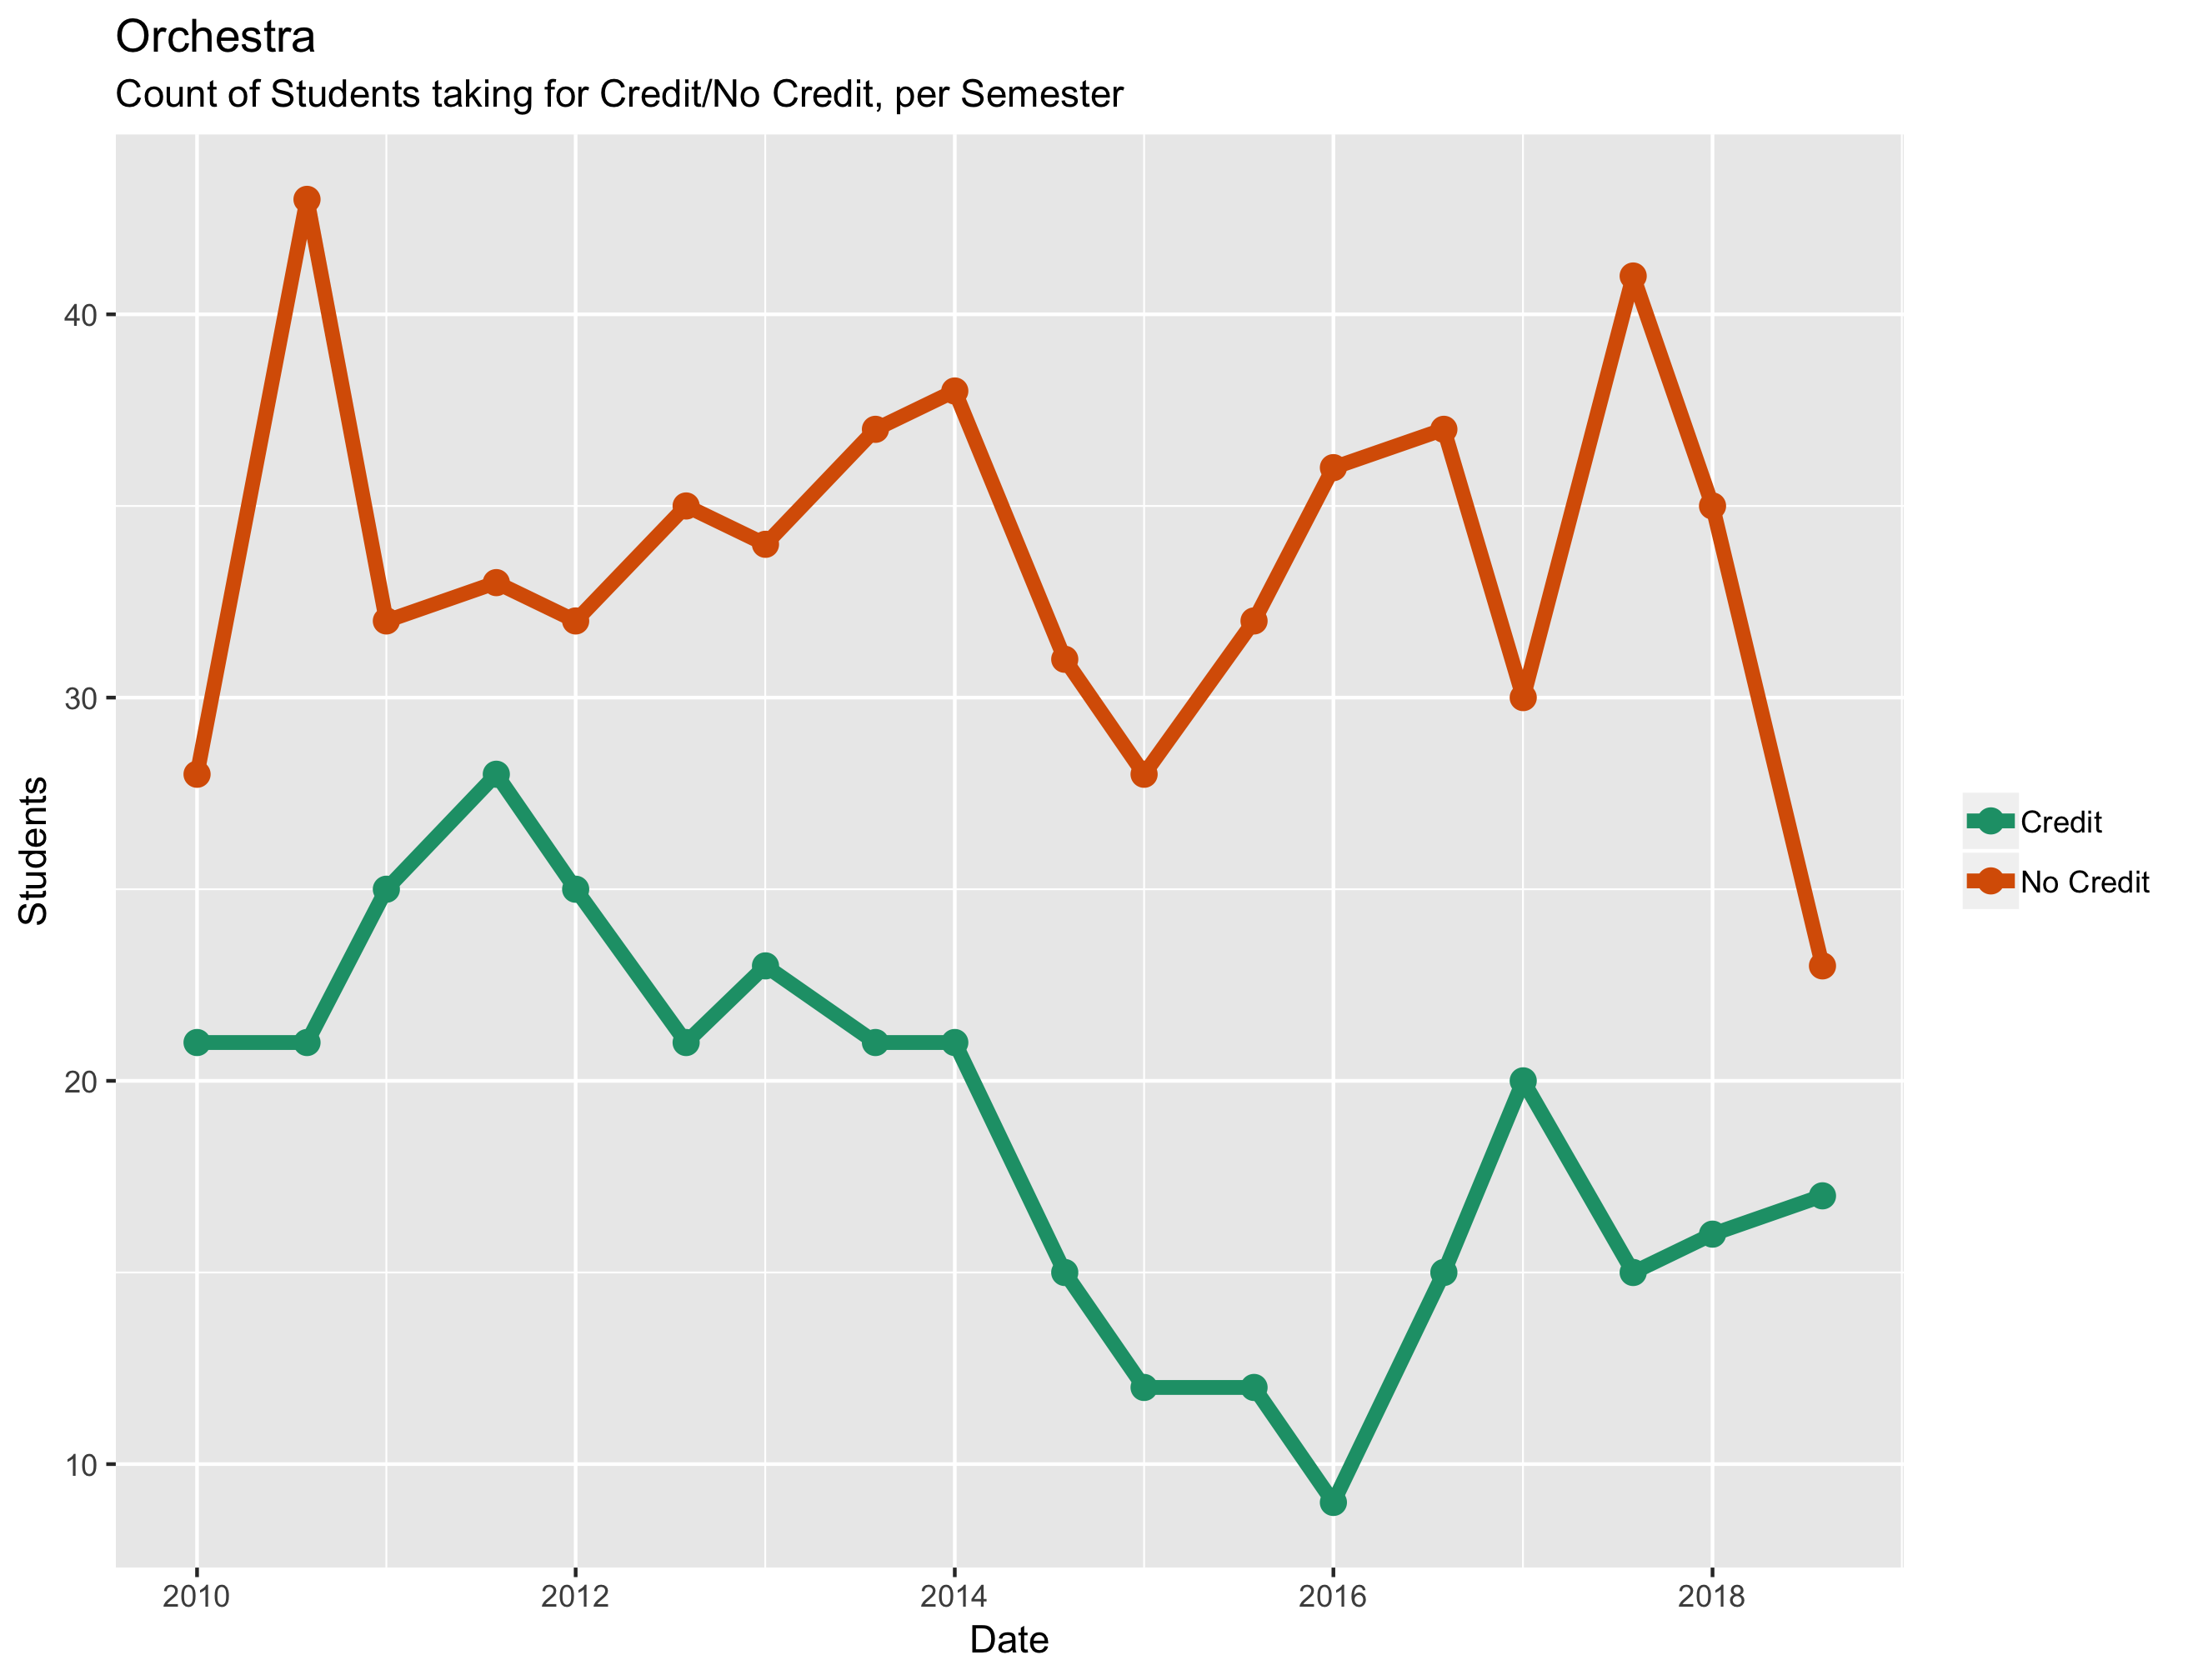 Orchestra
Count of Students taking for Credit/No Credit, per Semester
Students
40
30
20
10
2010
2012
2014
2016
2018
Date
Credit
No Credit